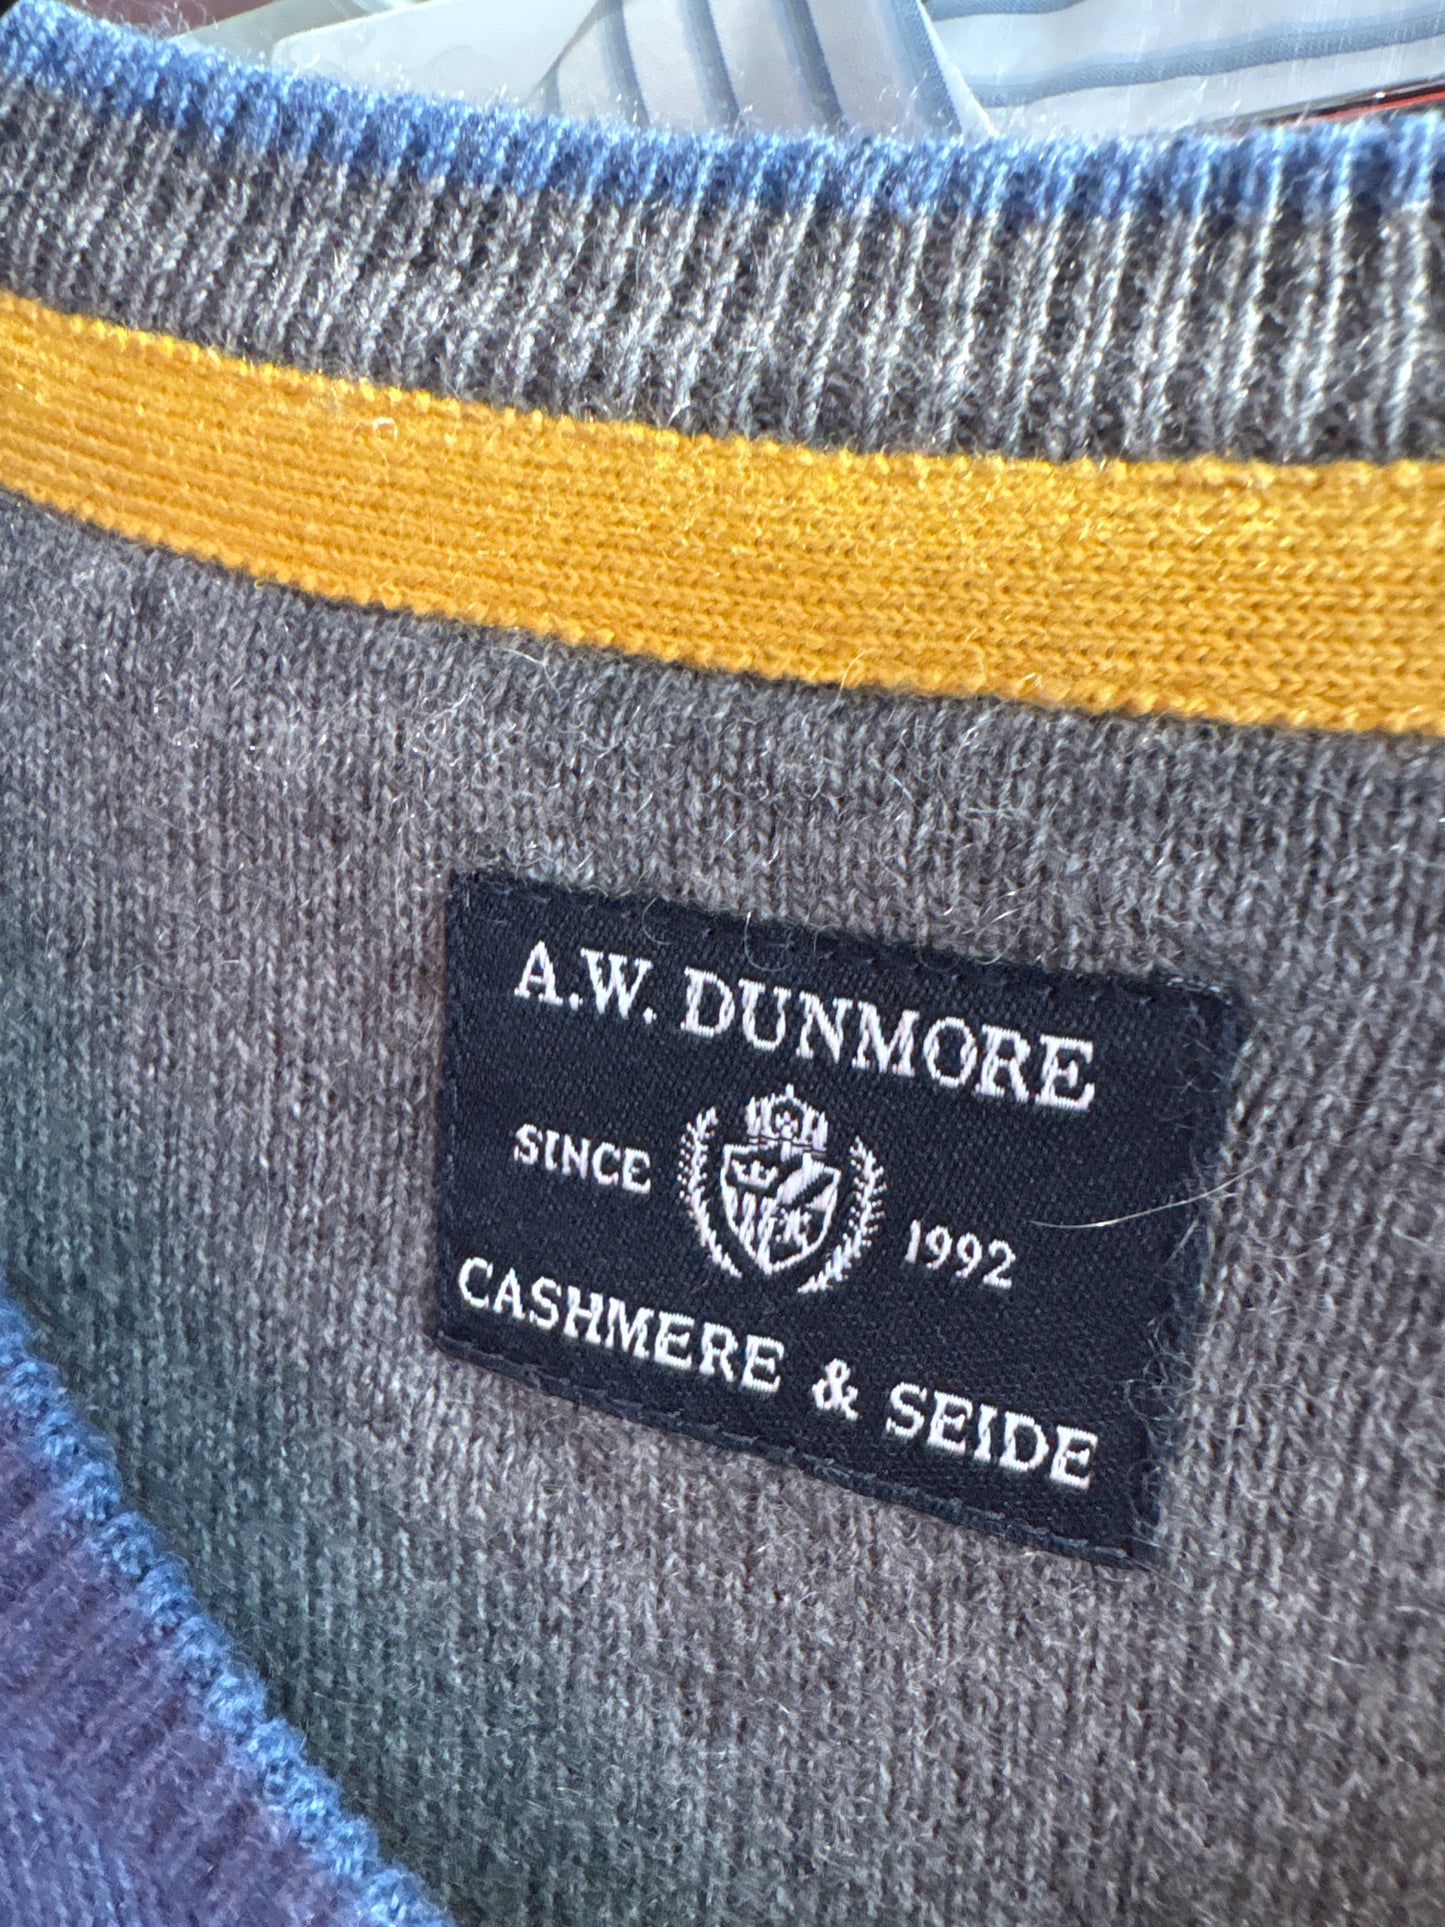 A.W. DUNMORE
SINCE 1992
CASHMERE & SEIDE